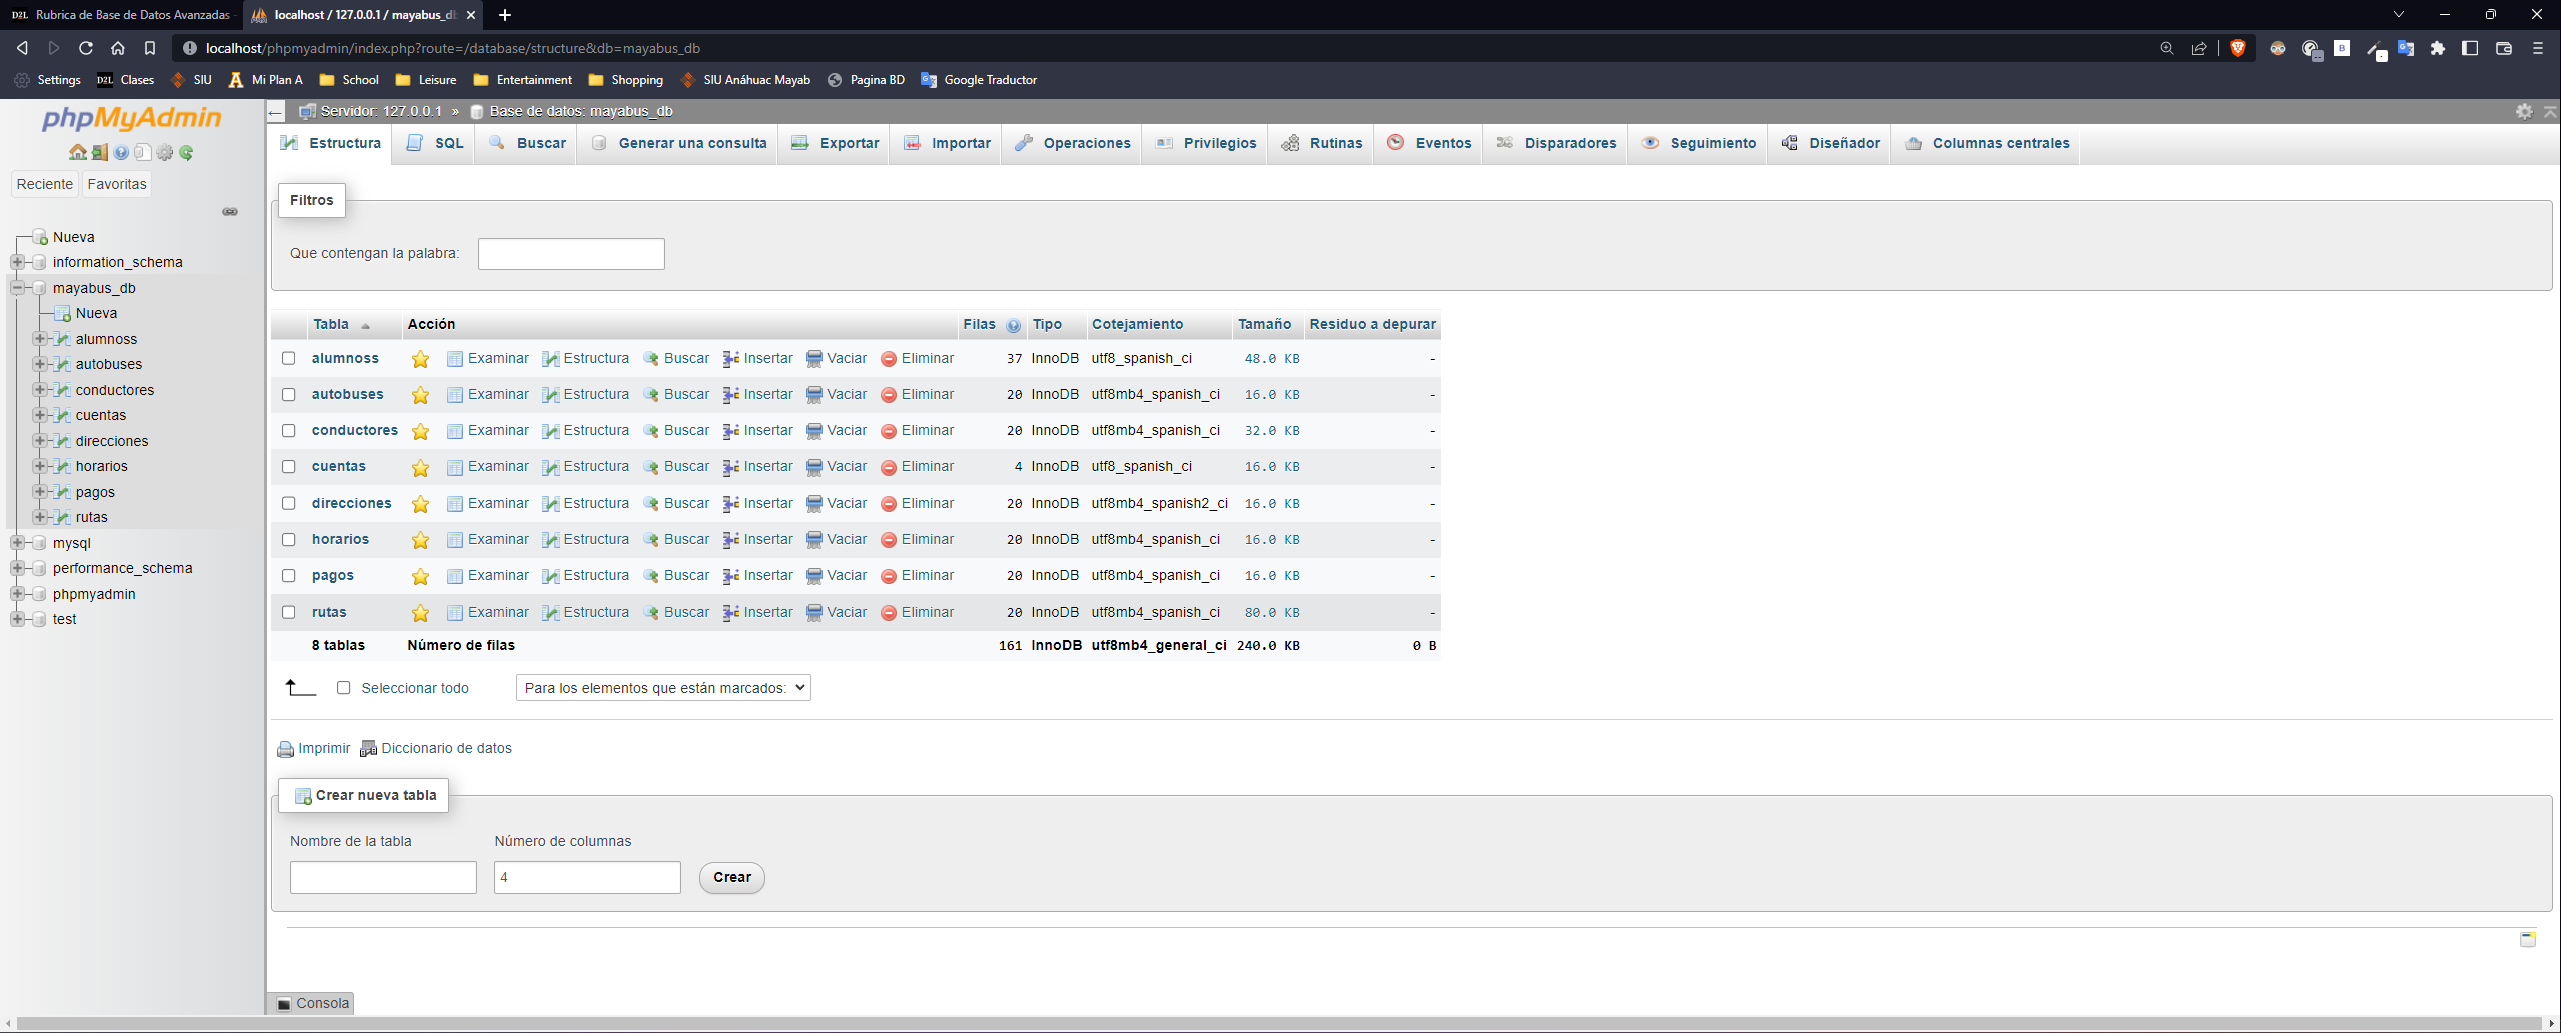 D2L Rubrica de Base de Datos Avanzadas - localhost / 127.0.0.1 / mayabus_db
localhost/phpmyadmin/index.php?route=/database/structure&db=mayabus_db
Settings D2L Clases SIU Mi Plan A School Leisure Entertainment Shopping SIU Anáhuac Mayab Pagina BD Google Traductor
phpMyAdmin
Reciente Favoritas
Nueva
information_schema
mayabus_db
Nueva
alumnoss
autobuses
conductores
cuentas
direcciones
horarios
pagos
rutas
mysql
performance_schema
phpmyadmin
test
Servidor: 127.0.0.1 » Base de datos: mayabus_db
Estructura SQL Buscar Generar una consulta Exportar Importar Operaciones Privilegios Rutinas Eventos Disparadores Seguimiento Diseñador Columnas centrales
Filtros
Que contengan la palabra:
Tabla Acción Filas Tipo Cotejamiento Tamaño Residuo a depurar
alumnoss Examinar Estructura Buscar Insertar Vaciar Eliminar 37 InnoDB utf8_spanish_ci 48.0 KB -
autobuses Examinar Estructura Buscar Insertar Vaciar Eliminar 20 InnoDB utf8mb4_spanish_ci 16.0 KB -
conductores Examinar Estructura Buscar Insertar Vaciar Eliminar 20 InnoDB utf8mb4_spanish_ci 32.0 KB -
cuentas Examinar Estructura Buscar Insertar Vaciar Eliminar 4 InnoDB utf8_spanish_ci 16.0 KB -
direcciones Examinar Estructura Buscar Insertar Vaciar Eliminar 20 InnoDB utf8mb4_spanish2_ci 16.0 KB -
horarios Examinar Estructura Buscar Insertar Vaciar Eliminar 20 InnoDB utf8mb4_spanish_ci 16.0 KB -
pagos Examinar Estructura Buscar Insertar Vaciar Eliminar 20 InnoDB utf8mb4_spanish_ci 16.0 KB -
rutas Examinar Estructura Buscar Insertar Vaciar Eliminar 20 InnoDB utf8mb4_spanish_ci 80.0 KB -
8 tablas Número de filas 161 InnoDB utf8mb4_general_ci 240.0 KB 0 B
Seleccionar todo Para los elementos que están marcados:
Imprimir Diccionario de datos
Crear nueva tabla
Nombre de la tabla Número de columnas
4 Crear
Consola